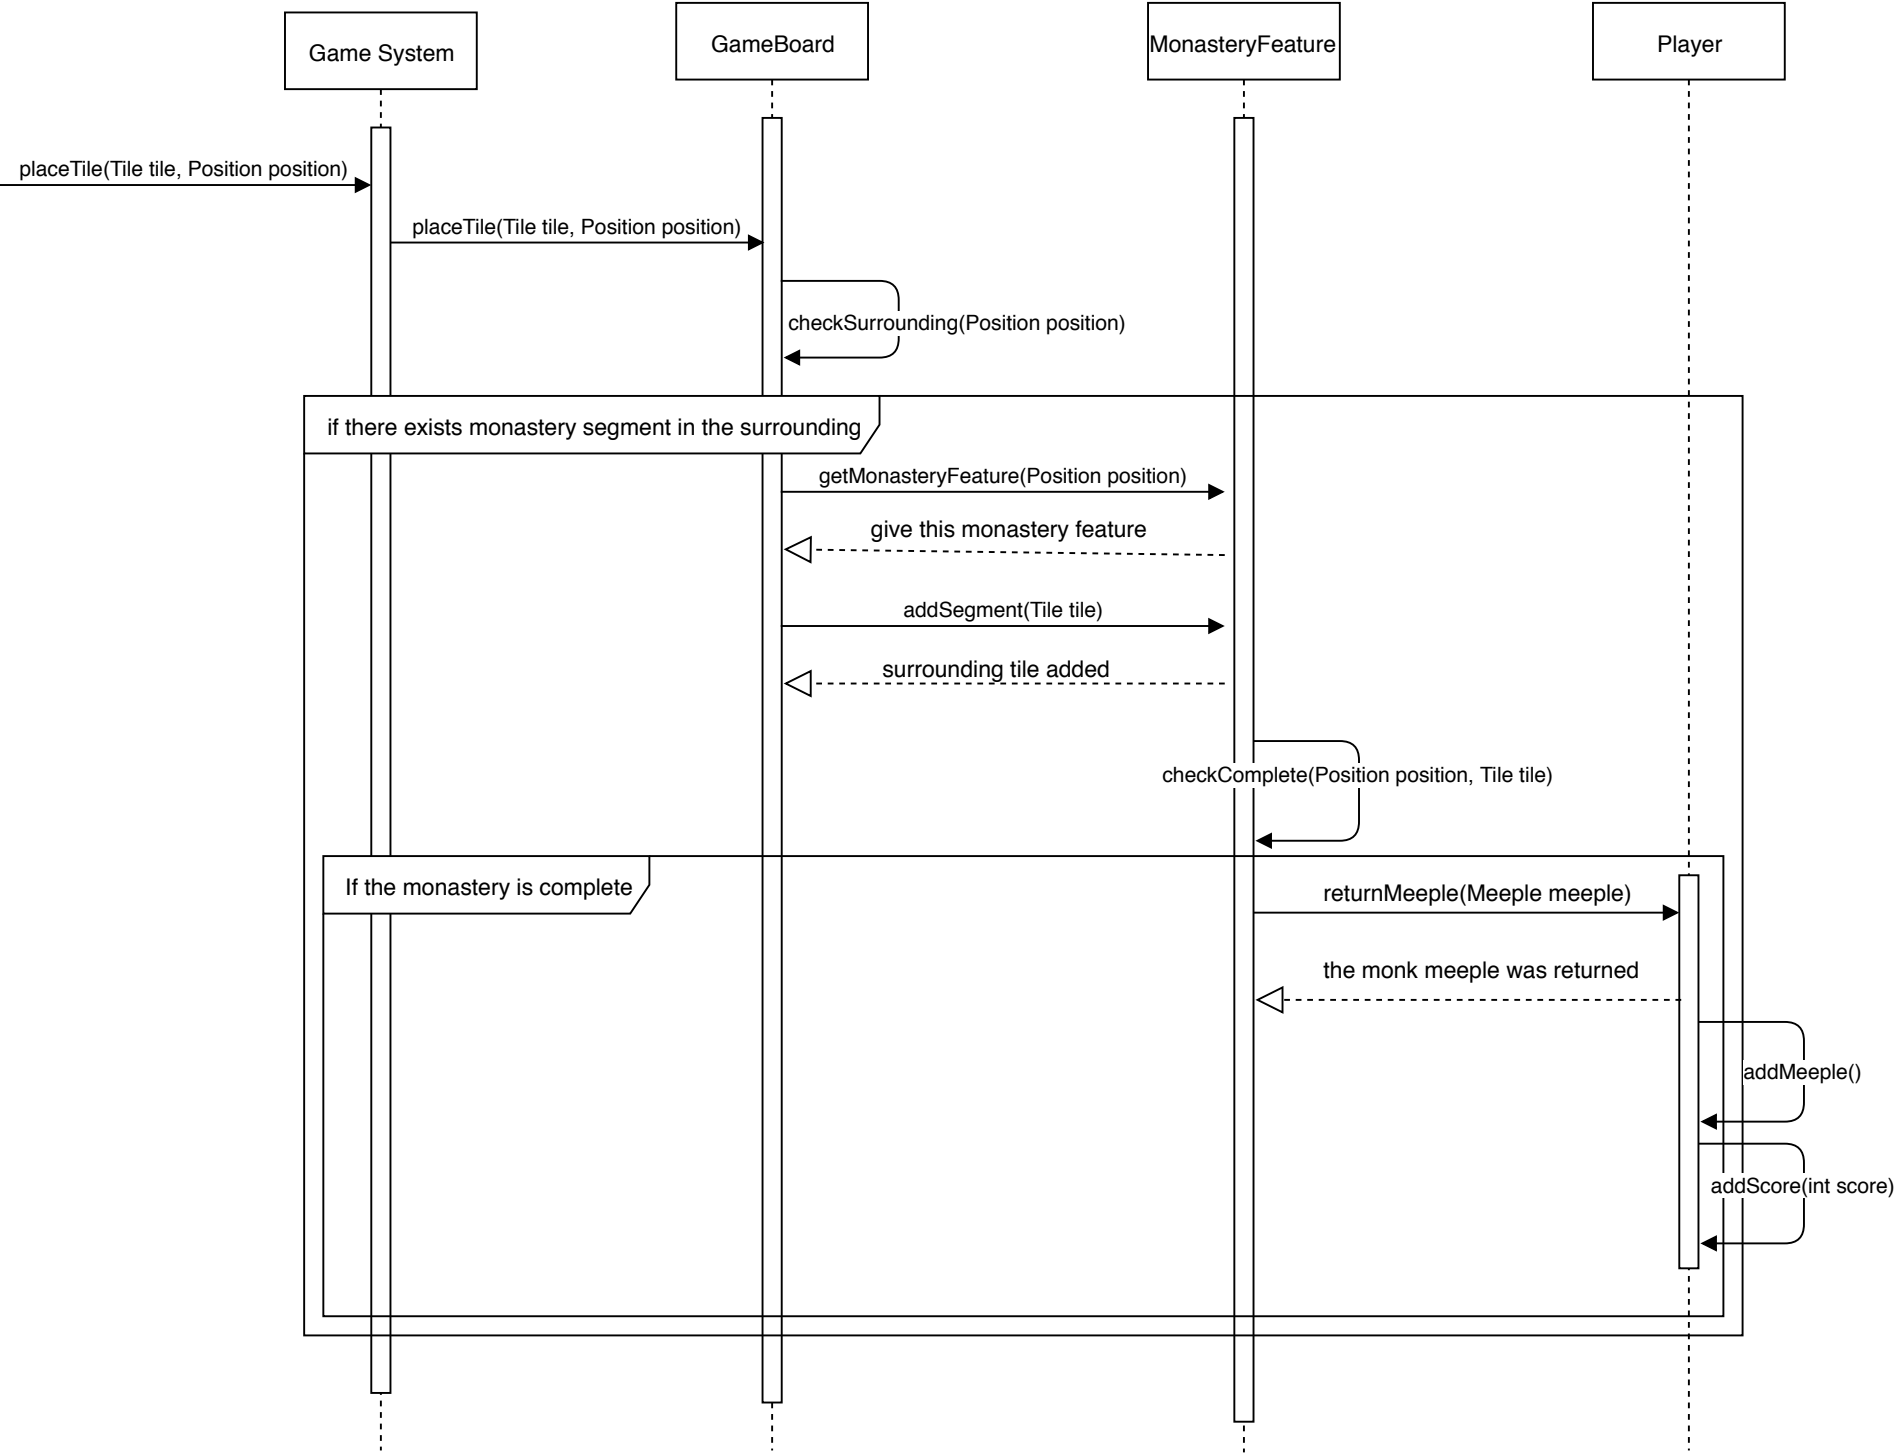 Game System
GameBoard
MonasteryFeature
Player
placeTile(Tile tile, Position position)
placeTile(Tile tile, Position position)
checkSurrounding(Position position)
if there exists monastery segment in the surrounding
getMonasteryFeature(Position position)
give this monastery feature
addSegment(Tile tile)
surrounding tile added
checkComplete(Position position, Tile tile)
If the monastery is complete
returnMeeple(Meeple meeple)
the monk meeple was returned
addMeeple()
addScore(int score)